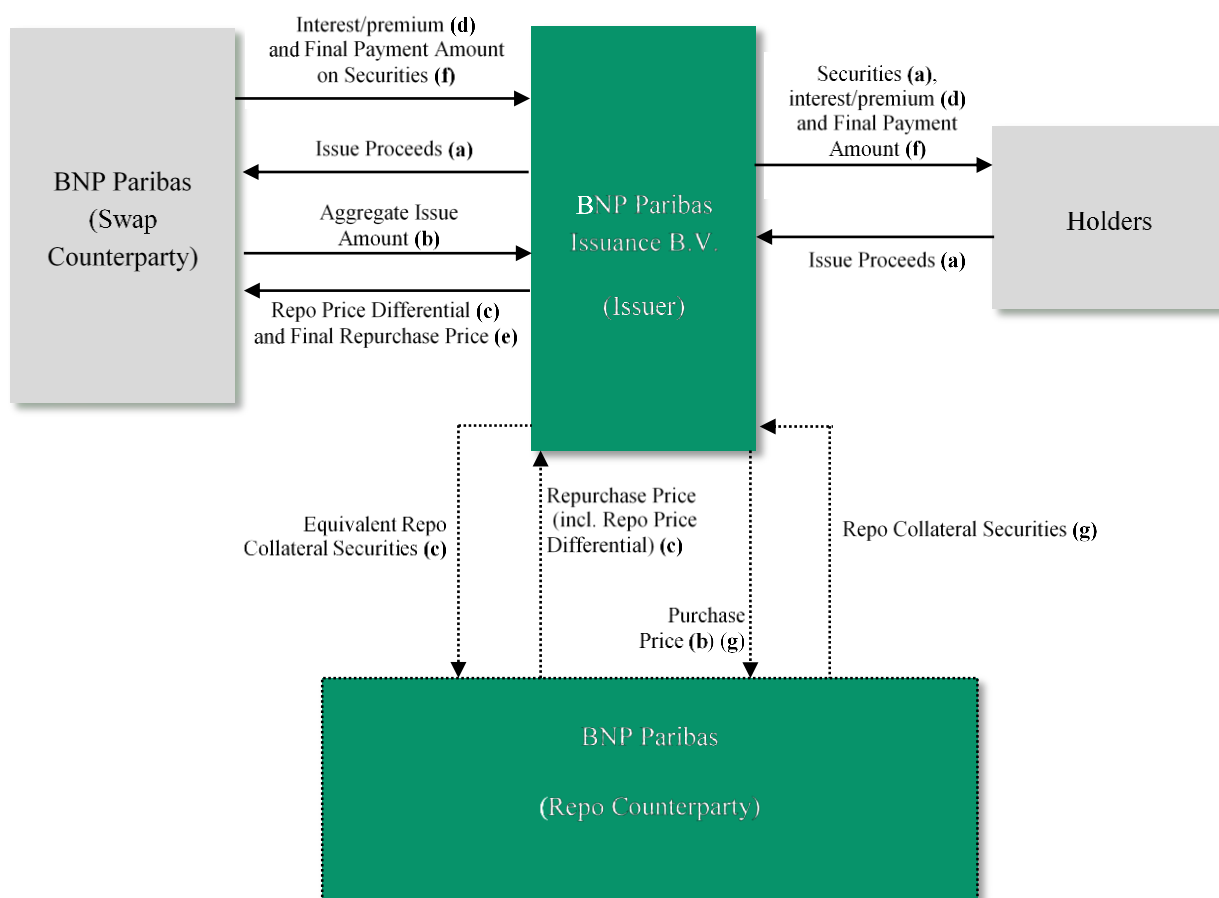 Interest/premium (d)
and Final Payment Amount
on Securities (f)
Issue Proceeds (a)
Aggregate Issue
Amount (b)
Repo Price Differential (c)
and Final Repurchase Price (e)
BNP Paribas
(Swap
Counterparty)
BNP Paribas
Issuance B.V.
(Issuer)
Securities (a),
interest/premium (d)
and Final Payment
Amount (f)
Issue Proceeds (a)
Holders
Equivalent Repo
Collateral Securities (c)
Repurchase Price
(incl. Repo Price
Differential) (c)
Purchase
Price (b) (g)
Repo Collateral Securities (g)
BNP Paribas
(Repo Counterparty)